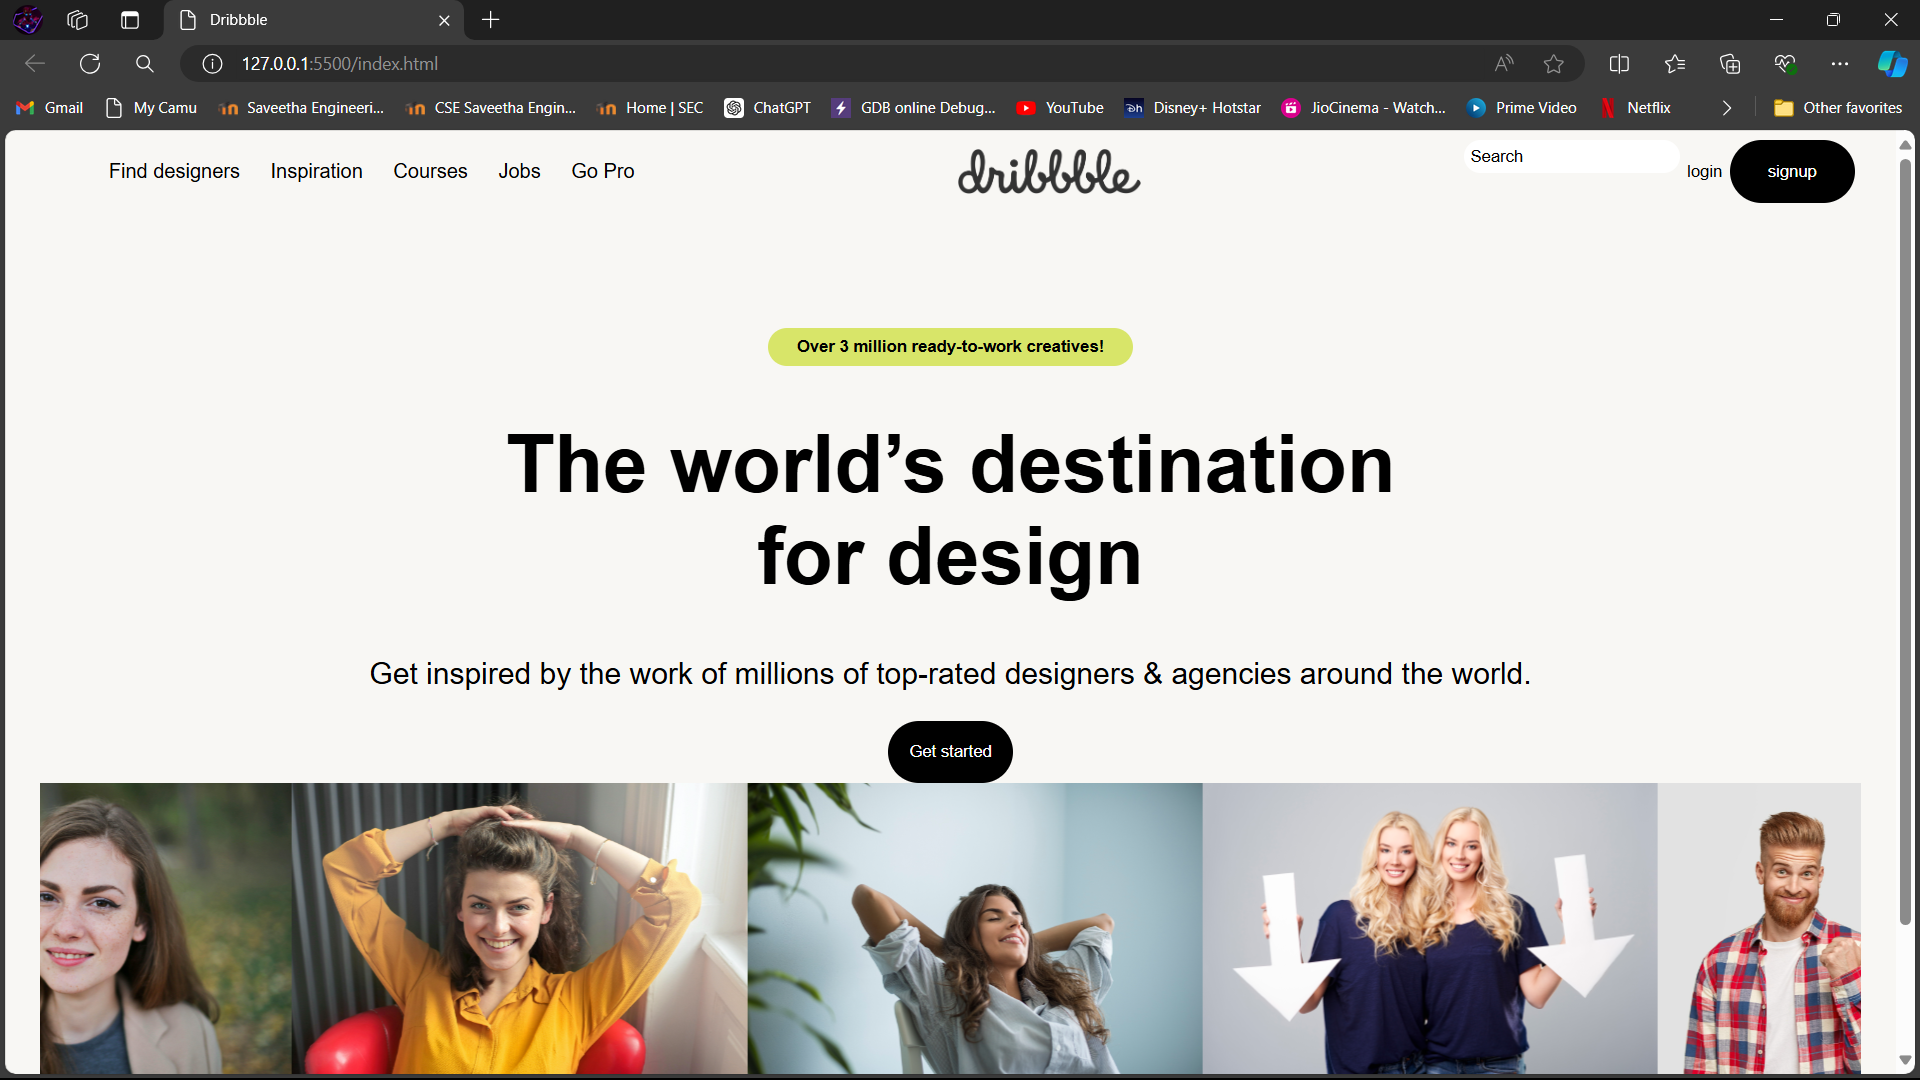 Dribbble
127.0.0.1:5500/index.html
Gmail My Camu Saveetha Engineeri... CSE Saveetha Engin... Home | SEC ChatGPT GDB online Debug... YouTube Disney+ Hotstar JioCinema - Watch... Prime Video Netflix Other favorites
Find designers Inspiration Courses Jobs Go Pro dribbble Search login signup
Over 3 million ready-to-work creatives!
The world’s destination
for design
Get inspired by the work of millions of top-rated designers & agencies around the world.
Get started